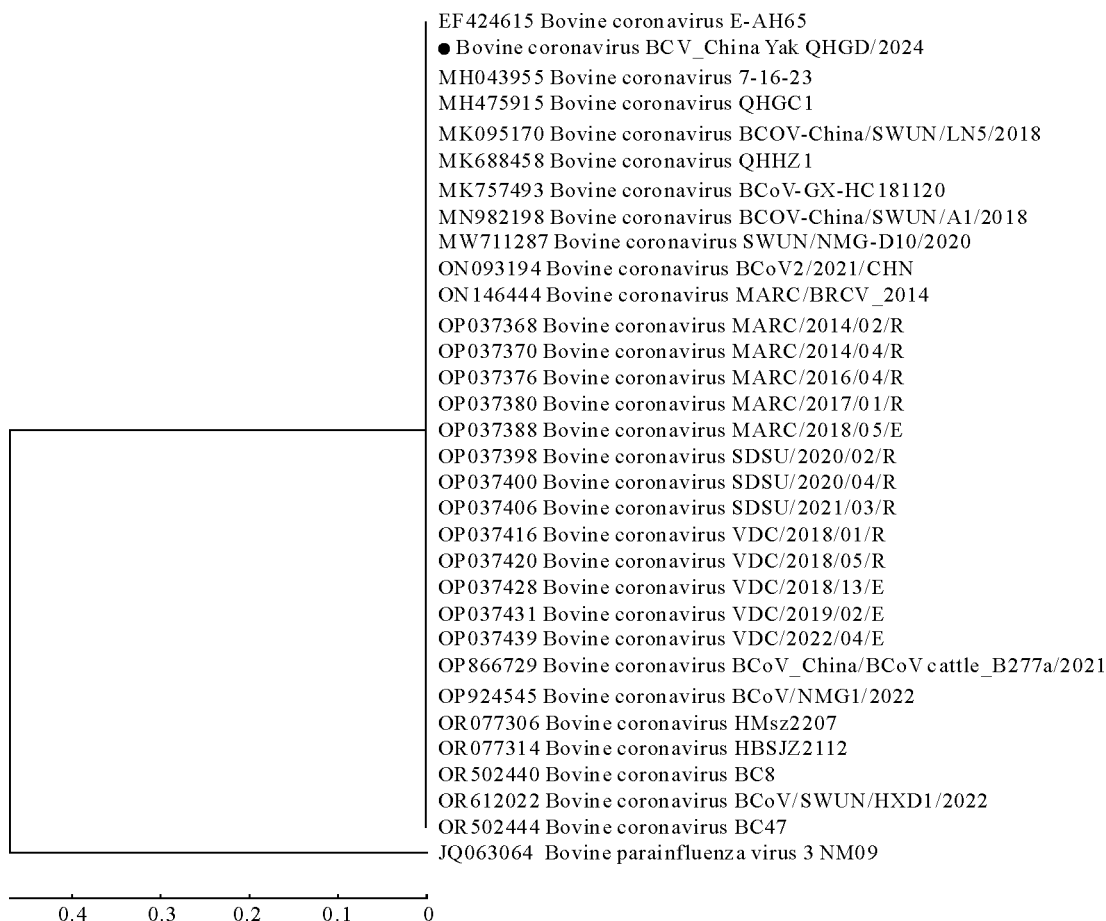 EF424615 Bovine coronavirus E-AH65
● Bovine coronavirus BCV_China Yak QHGD/2024
MH043955 Bovine coronavirus 7-16-23
MH475915 Bovine coronavirus QHGC1
MK095170 Bovine coronavirus BCOV-China/SWUN/LN5/2018
MK688458 Bovine coronavirus QHHZ1
MK757493 Bovine coronavirus BCoV-GX-HC181120
MN982198 Bovine coronavirus BCOV-China/SWUN/A1/2018
MW711287 Bovine coronavirus SWUN/NMG-D10/2020
ON093194 Bovine coronavirus BCoV2/2021/CHN
ON146444 Bovine coronavirus MARC/BRCV_2014
OP037368 Bovine coronavirus MARC/2014/02/R
OP037370 Bovine coronavirus MARC/2014/04/R
OP037376 Bovine coronavirus MARC/2016/04/R
OP037380 Bovine coronavirus MARC/2017/01/R
OP037388 Bovine coronavirus MARC/2018/05/E
OP037398 Bovine coronavirus SDSU/2020/02/R
OP037400 Bovine coronavirus SDSU/2020/04/R
OP037406 Bovine coronavirus SDSU/2021/03/R
OP037416 Bovine coronavirus VDC/2018/01/R
OP037420 Bovine coronavirus VDC/2018/05/R
OP037428 Bovine coronavirus VDC/2018/13/E
OP037431 Bovine coronavirus VDC/2019/02/E
OP037439 Bovine coronavirus VDC/2022/04/E
OP866729 Bovine coronavirus BCoV_China/BCoV cattle_B277a/2021
OP924545 Bovine coronavirus BCoV/NMG1/2022
OR077306 Bovine coronavirus HMsz2207
OR077314 Bovine coronavirus HBSJZ2112
OR502440 Bovine coronavirus BC8
OR612022 Bovine coronavirus BCoV/SWUN/HXD1/2022
OR502444 Bovine coronavirus BC47
JQ063064 Bovine parainfluenza virus 3 NM09
0.4 0.3 0.2 0.1 0